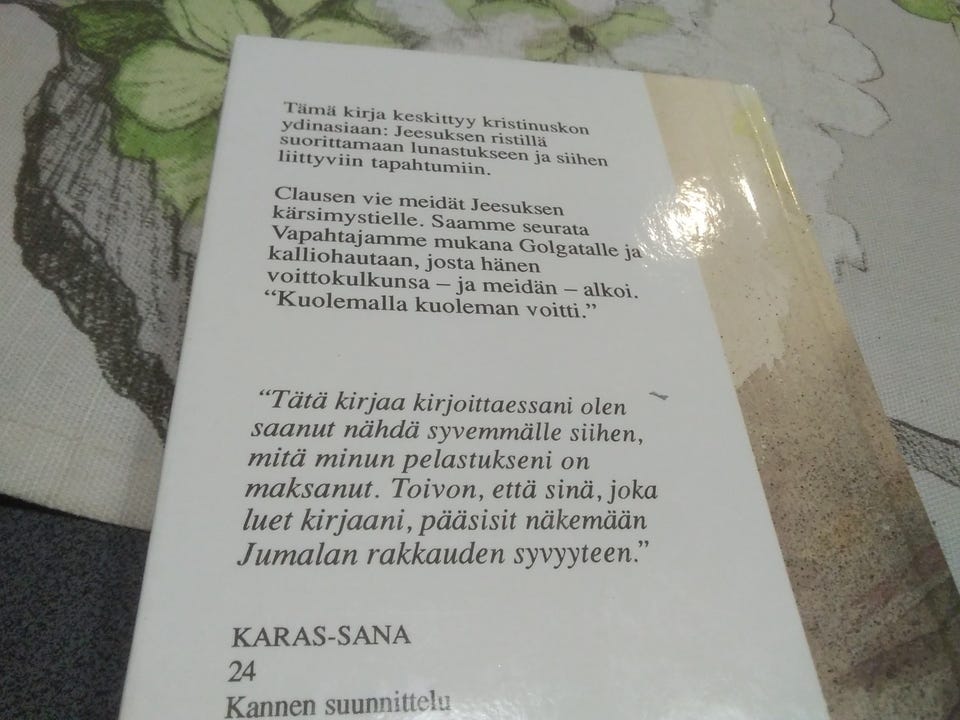 Tämä kirja keskittyy kristinuskon
ydinasiaan: Jeesuksen ristillä
suorittamaan lunastukseen ja siihen
liittyviin tapahtumiin.
Clausen vie meidät Jeesuksen
kärsimystielle. Saamme seurata
Vapahtajamme mukana Golgatalle ja
kalliohautaan, josta hänen
voittokulkunsa – ja meidän – alkoi.
“Kuolemalla kuoleman voitti.”
“Tätä kirjaa kirjoittaessani olen
saanut nähdä syvemmälle siihen,
mitä minun pelastukseni on
maksanut. Toivon, että sinä, joka
luet kirjaani, pääsisit näkemään
Jumalan rakkauden syvyyteen.”
KARAS-SANA
24
Kannen suunnittelu